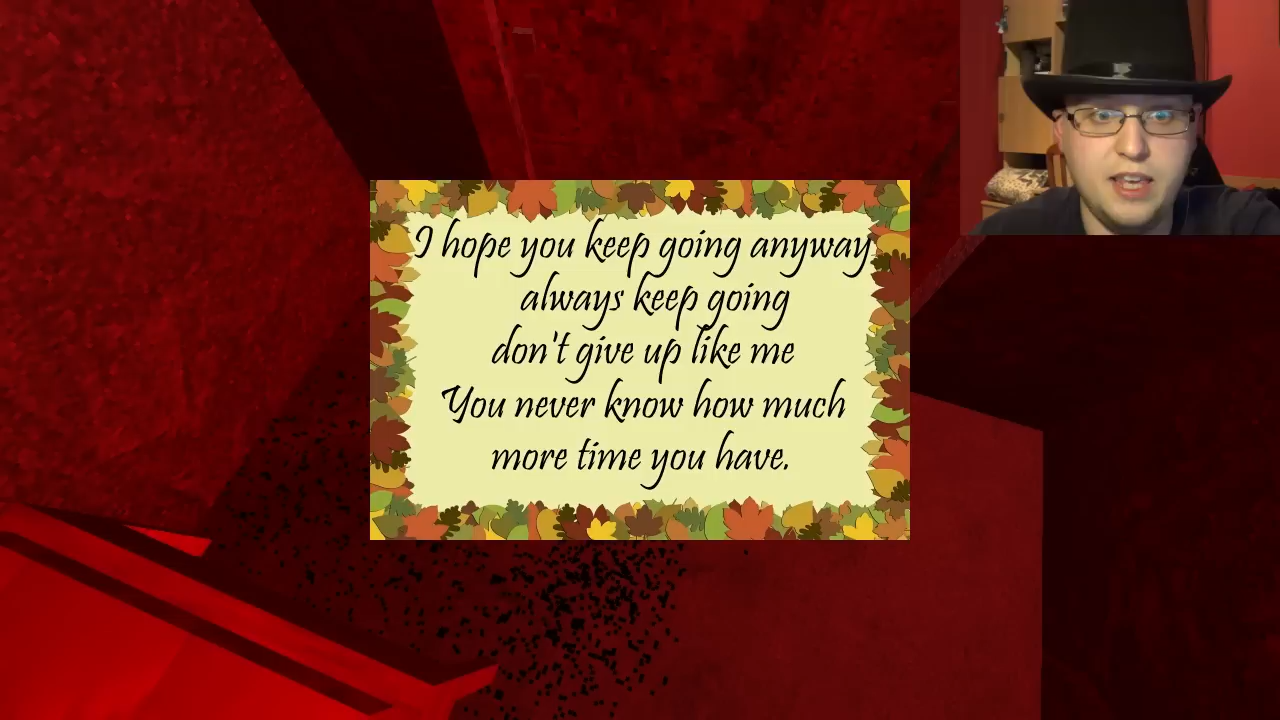 I hope you keep going anyway
always keep going
don't give up like me
You never know how much
more time you have.